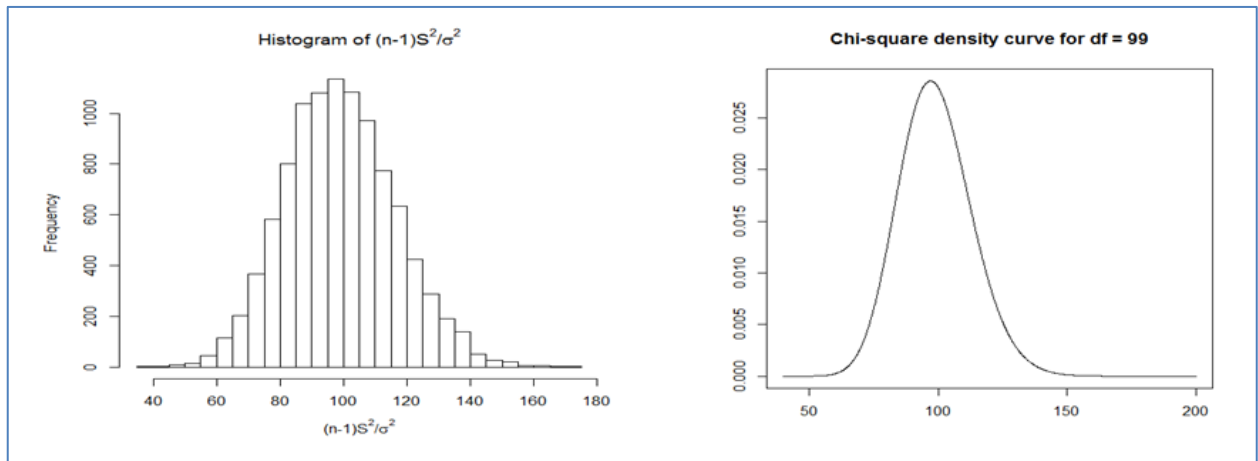 Histogram of (n-1)S²/σ²
Frequency
0 200 400 600 800 1000
40 60 80 100 120 140 160 180
(n-1)S²/σ²
Chi-square density curve for df = 99
0.000 0.005 0.010 0.015 0.020 0.025
50 100 150 200